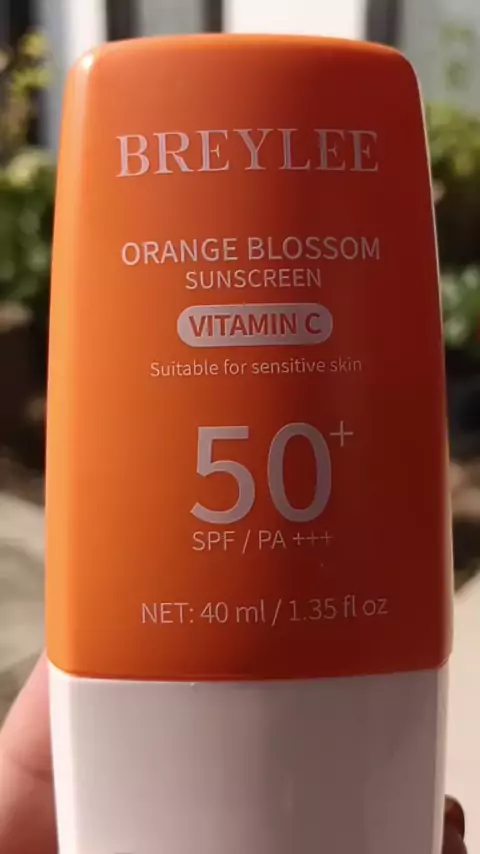 BREYLEE
ORANGE BLOSSOM
SUNSCREEN
VITAMIN C
Suitable for sensitive skin
50+
SPF / PA +++
NET: 40 ml / 1.35 fl oz